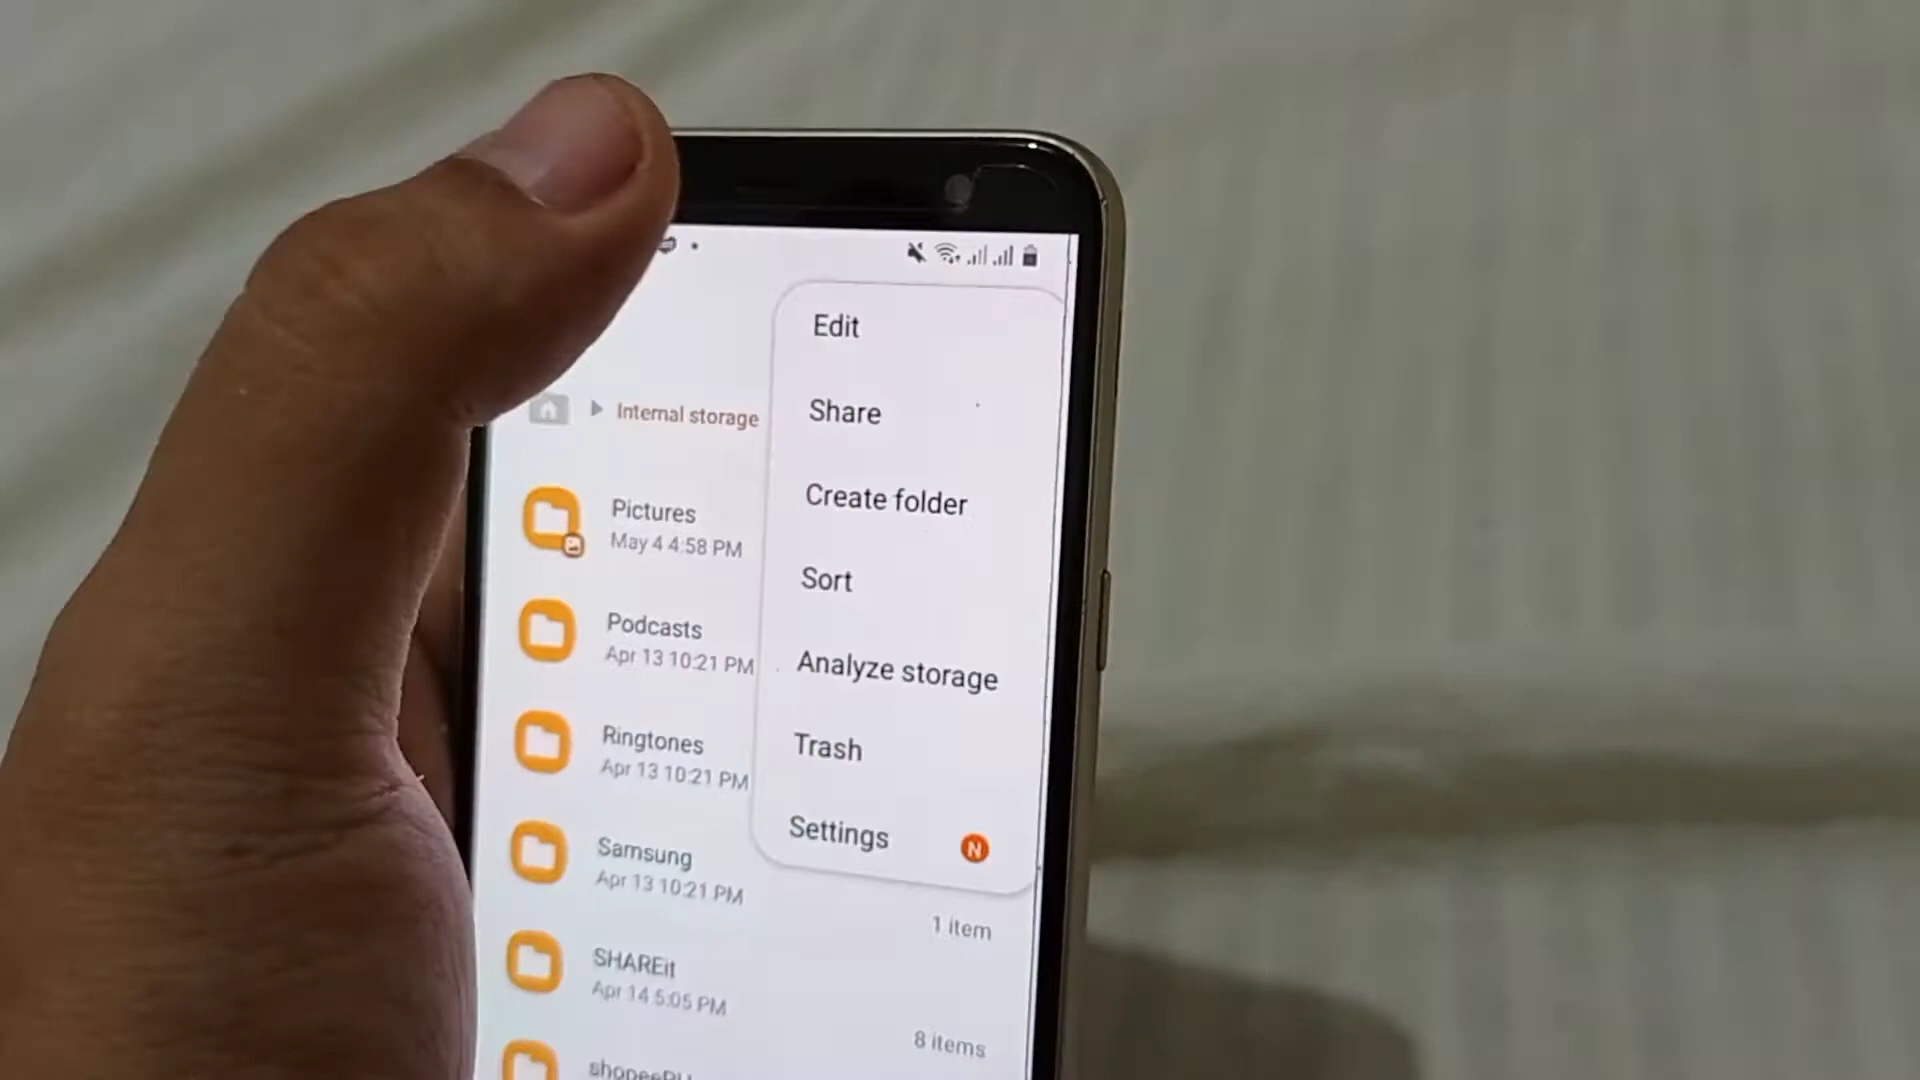 Edit
Share
Create folder
Sort
Analyze storage
Trash
Settings
N
Internal storage
Pictures
May 4 4:58 PM
Podcasts
Apr 13 10:21 PM
Ringtones
Apr 13 10:21 PM
Samsung
Apr 13 10:21 PM
1 item
SHAREit
Apr 14 5:05 PM
8 items